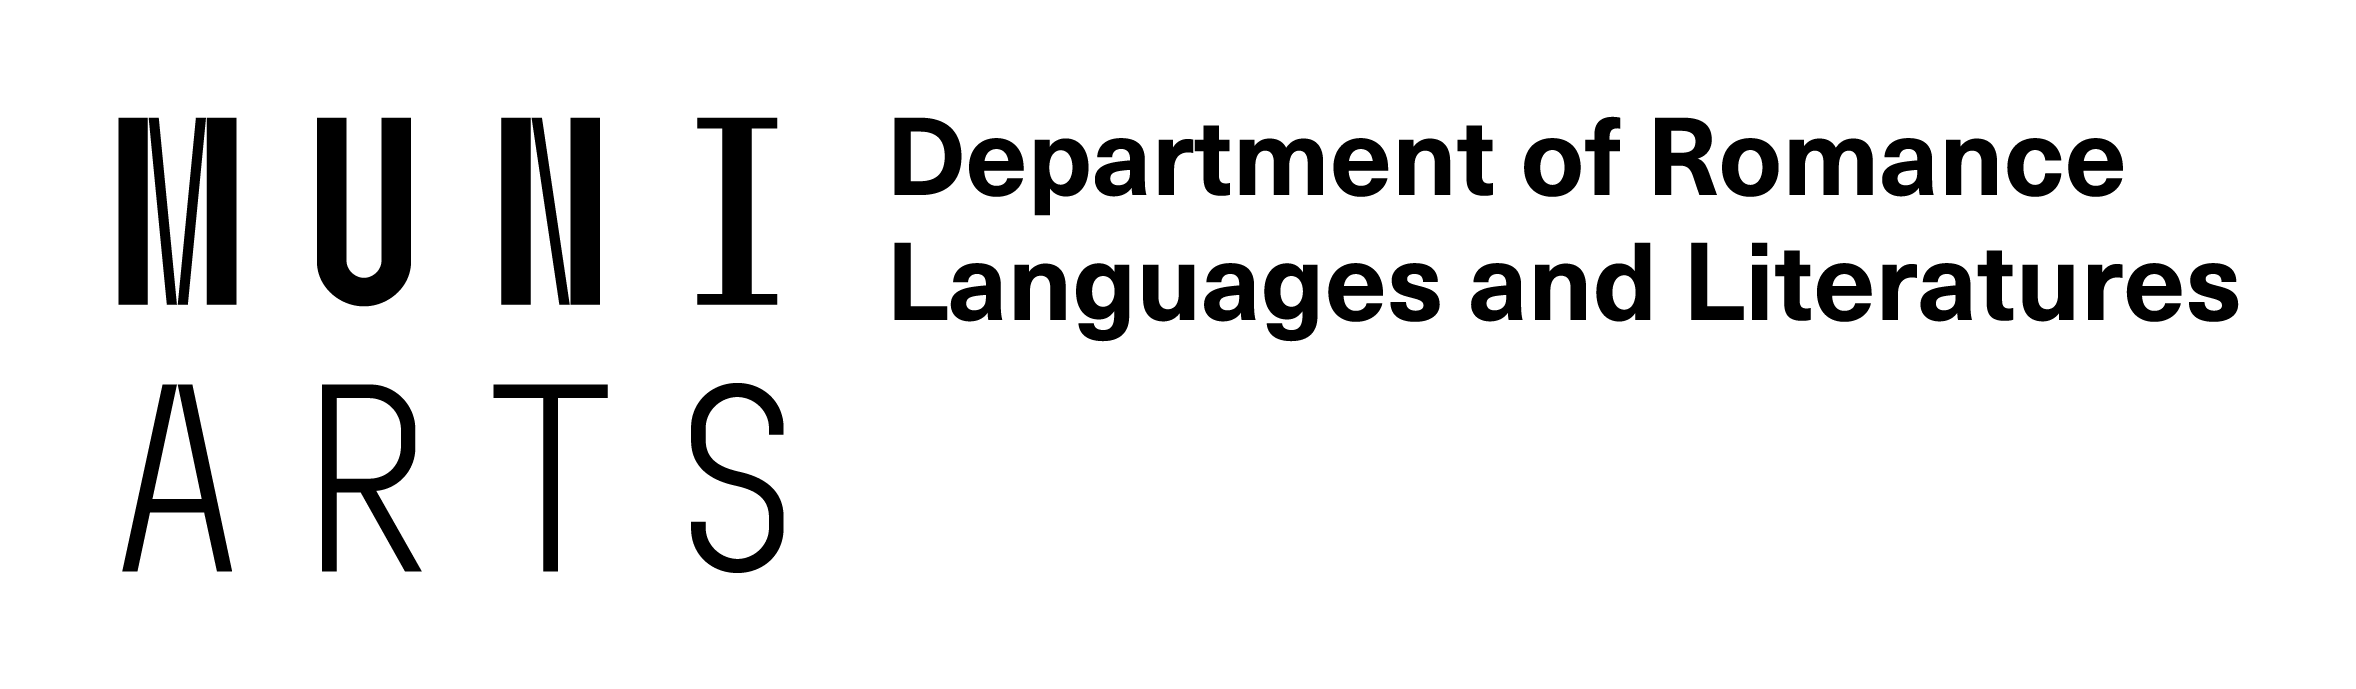 MUNI
ARTS
Department of Romance
Languages and Literatures